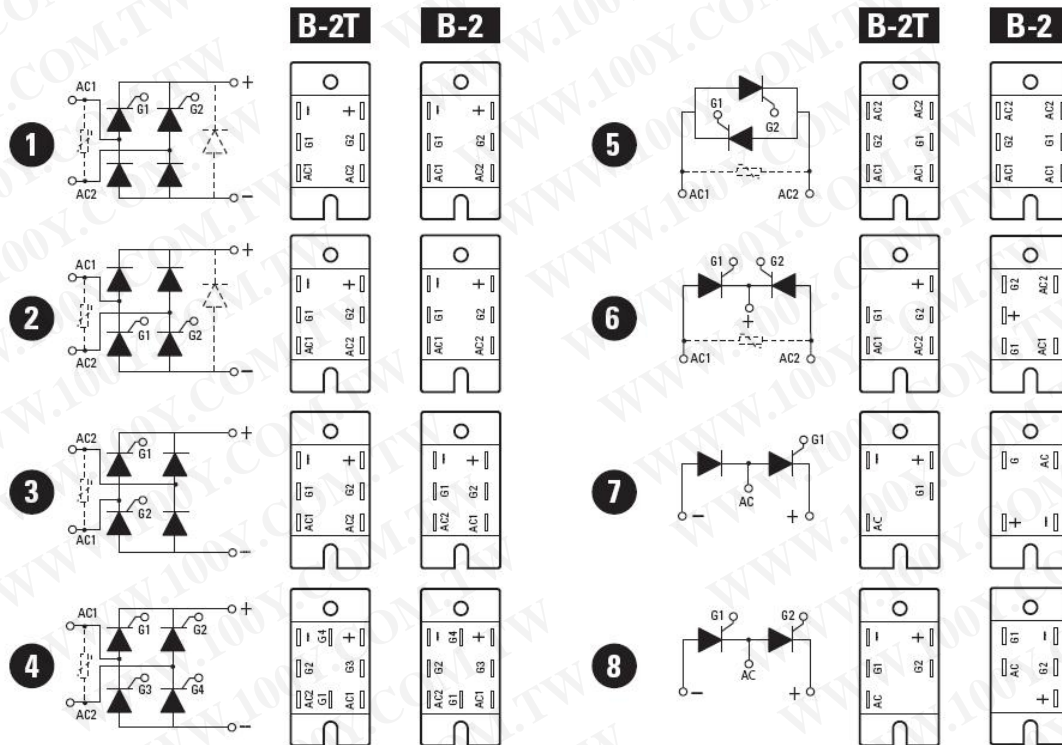 B-2T B-2 B-2T B-2
1
AC1
G1 G2
+
AC2
−
− + G1 G2 AC1 AC2
− + G1 G2 AC1 AC2
5
G1
G2
AC1 AC2
AC2 AC2 G2 G1 AC1 AC1
AC2 AC2 G2 G1 AC1 AC1
2
AC1
+
G1 G2
AC2
−
− + G1 G2 AC1 AC2
− + G1 G2 AC1 AC2
6
G1 G2
+
AC1 AC2
+ G1 G2 AC1 AC2
G2 AC2 + G1 AC1
3
AC2
G1
+
G2
AC1
−
− + G1 G2 AC1 AC2
− + G1 G2 AC2 AC1
7
G1
AC
− +
− + G1 AC
G AC + −
4
AC1
G1 G2
+
G3 G4
AC2
−
− G4 + G2 G3 AC2 G1 AC1
− G4 + G2 G3 AC2 G1 AC1
8
G1 G2
AC
− +
− + G1 G2 AC
G1 − AC G2 +
WWW.100Y.COM.TW